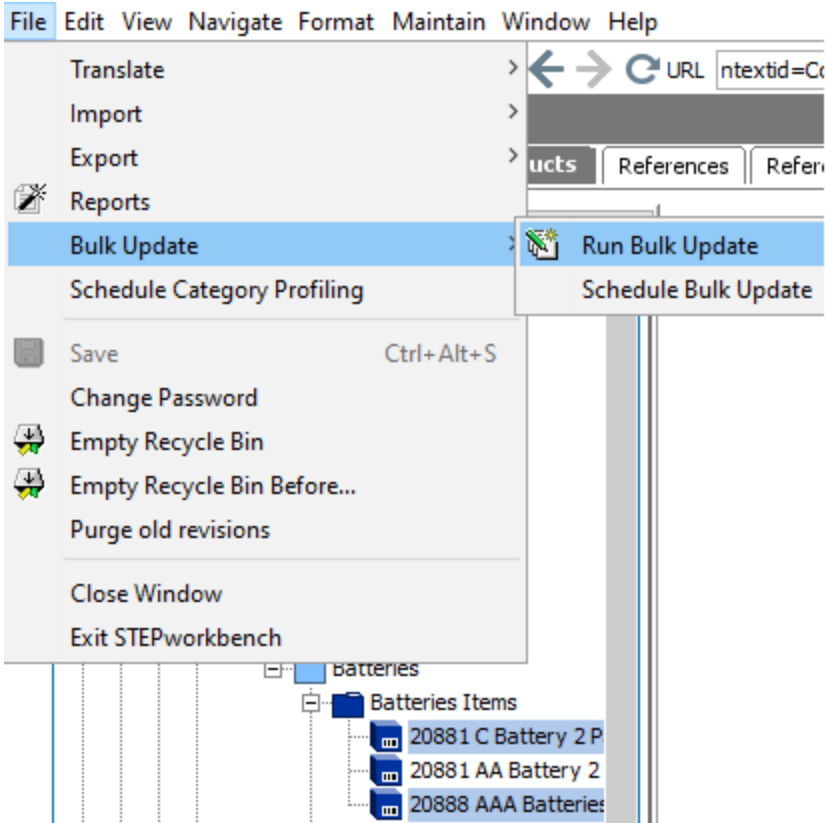 File Edit View Navigate Format Maintain Window Help
Translate
URL ntextid=Co
Import
Export
ucts References Refer
Reports
Bulk Update
Run Bulk Update
Schedule Category Profiling
Schedule Bulk Update
Save Ctrl+Alt+S
Change Password
Empty Recycle Bin
Empty Recycle Bin Before...
Purge old revisions
Close Window
Exit STEPworkbench
Batteries
Batteries Items
20881 C Battery 2 P
20881 AA Battery 2
20888 AAA Batteries